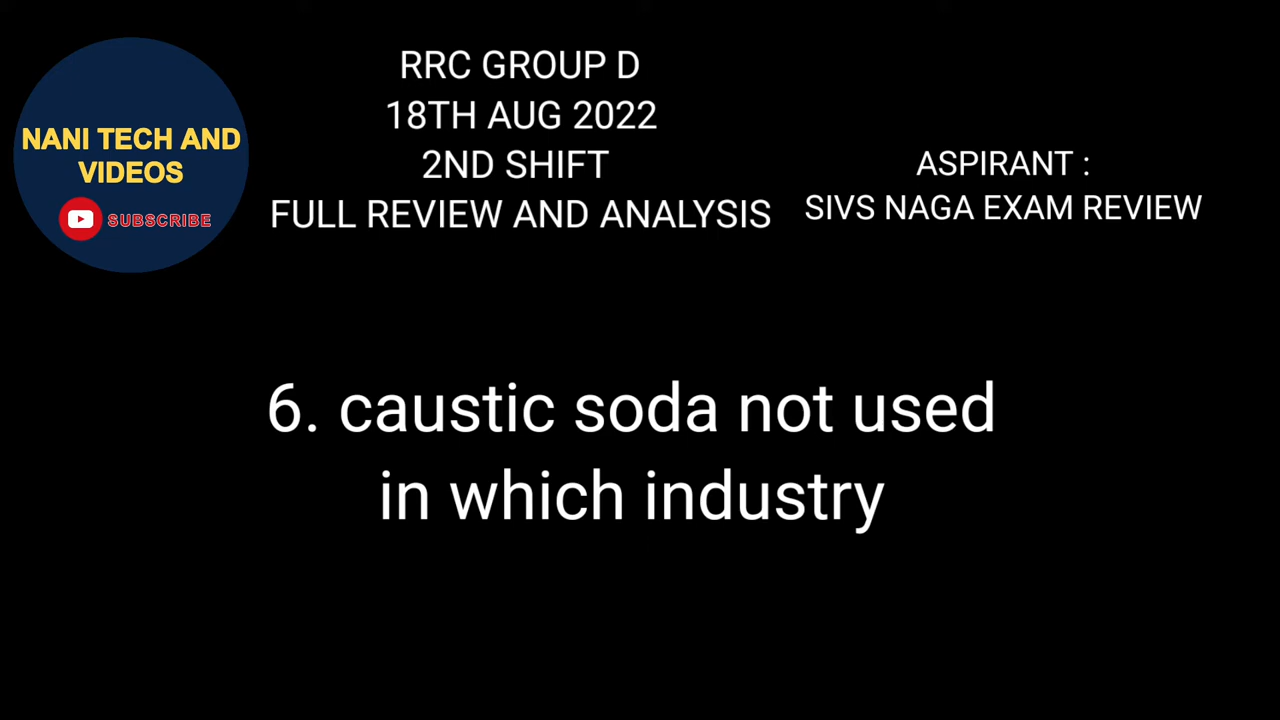 NANI TECH AND
VIDEOS
SUBSCRIBE
RRC GROUP D
18TH AUG 2022
2ND SHIFT
FULL REVIEW AND ANALYSIS
ASPIRANT :
SIVS NAGA EXAM REVIEW
6. caustic soda not used
in which industry